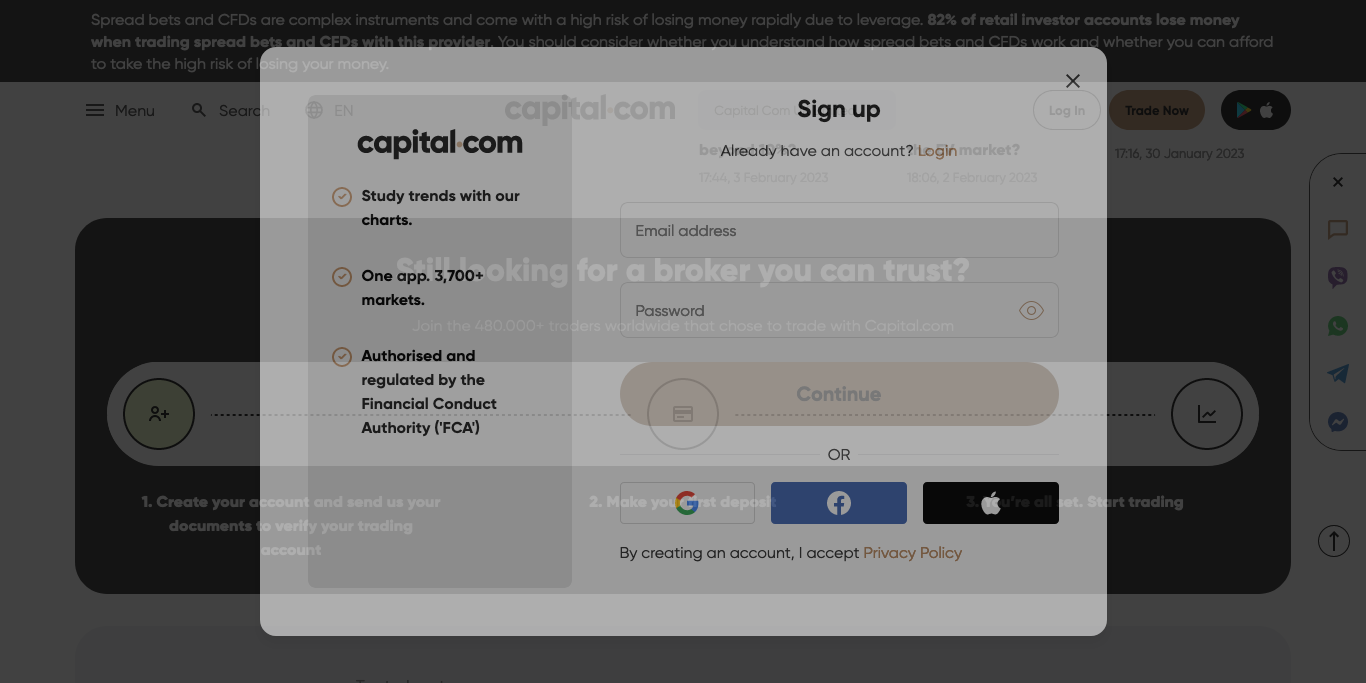 Spread bets and CFDs are complex instruments and come with a high risk of losing money rapidly due to leverage. 82% of retail investor accounts lose money
when trading spread bets and CFDs with this provider. You should consider whether you understand how spread bets and CFDs work and whether you can afford
to take the high risk of losing your money.
Menu
Search
EN
capital.com
Capital Com
Log In
Trade Now
17:16, 30 January 2023
market?
17:44, 3 February 2023
18:06, 2 February 2023
Sign up
Already have an account? Login
capital.com
Study trends with our
charts.
One app. 3,700+
markets.
Authorised and
regulated by the
Financial Conduct
Authority ('FCA')
Email address
Still looking for a broker you can trust?
Password
Join the 480.000+ traders worldwide that chose to trade with Capital.com
Continue
OR
1. Create your account and send us your
documents to verify your trading
account
2. Make your first deposit
3. You're all set. Start trading
By creating an account, I accept Privacy Policy